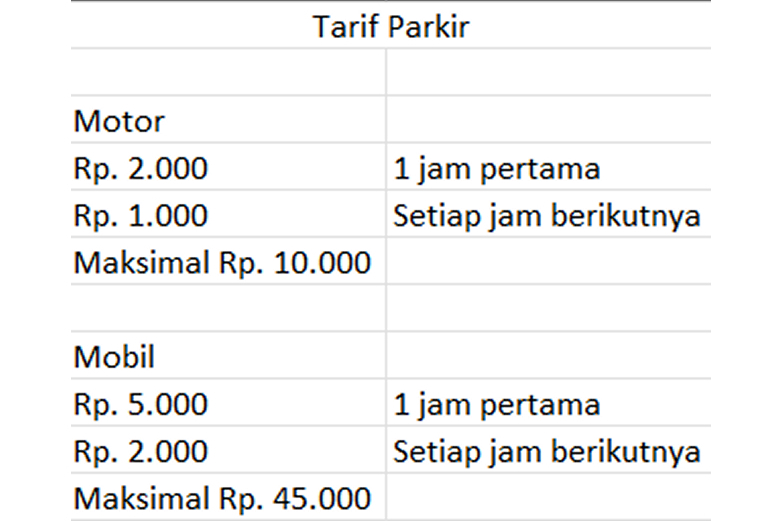 Tarif Parkir
Motor
Rp. 2.000 1 jam pertama
Rp. 1.000 Setiap jam berikutnya
Maksimal Rp. 10.000
Mobil
Rp. 5.000 1 jam pertama
Rp. 2.000 Setiap jam berikutnya
Maksimal Rp. 45.000